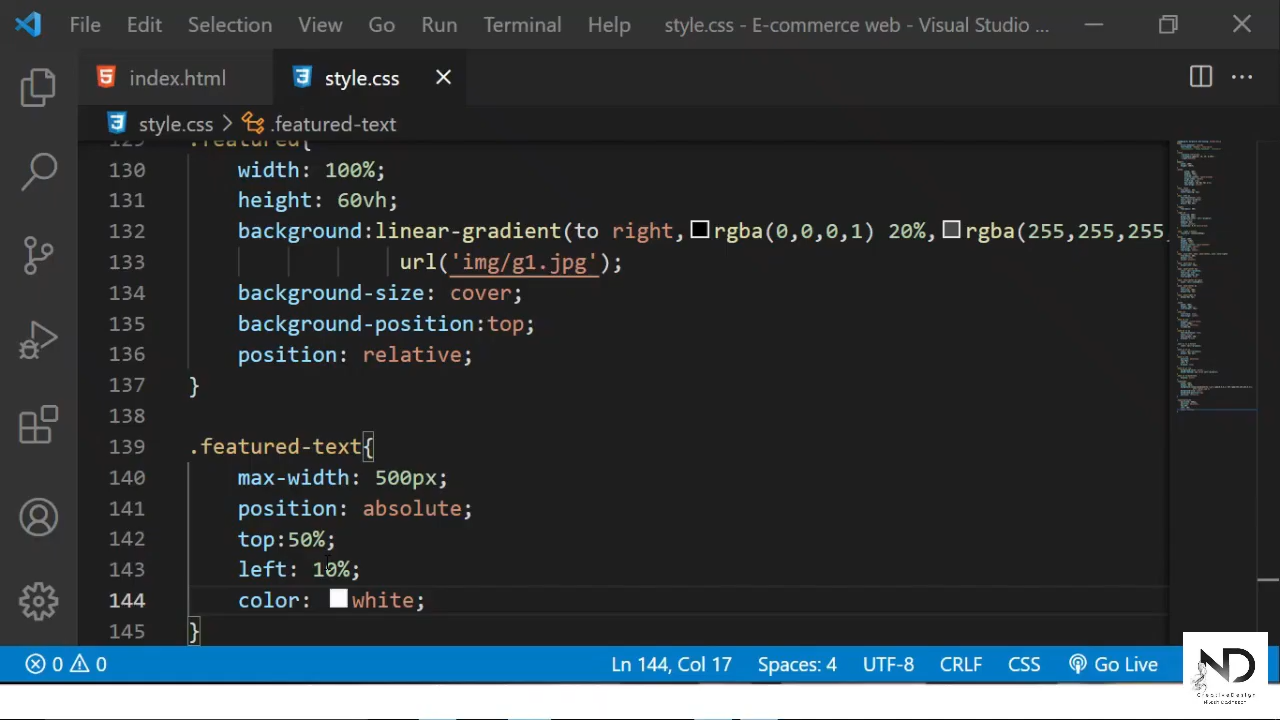 File Edit Selection View Go Run Terminal Help style.css - E-commerce web - Visual Studio ...
index.html style.css
style.css > .featured-text
129 .featured{
130 width: 100%;
131 height: 60vh;
132 background:linear-gradient(to right, rgba(0,0,0,1) 20%, rgba(255,255,255,
133 url('img/g1.jpg');
134 background-size: cover;
135 background-position:top;
136 position: relative;
137 }
138
139 .featured-text{
140 max-width: 500px;
141 position: absolute;
142 top:50%;
143 left: 10%;
144 color: white;
145 }
0 0 Ln 144, Col 17 Spaces: 4 UTF-8 CRLF CSS Go Live
ND
CreativeDesign